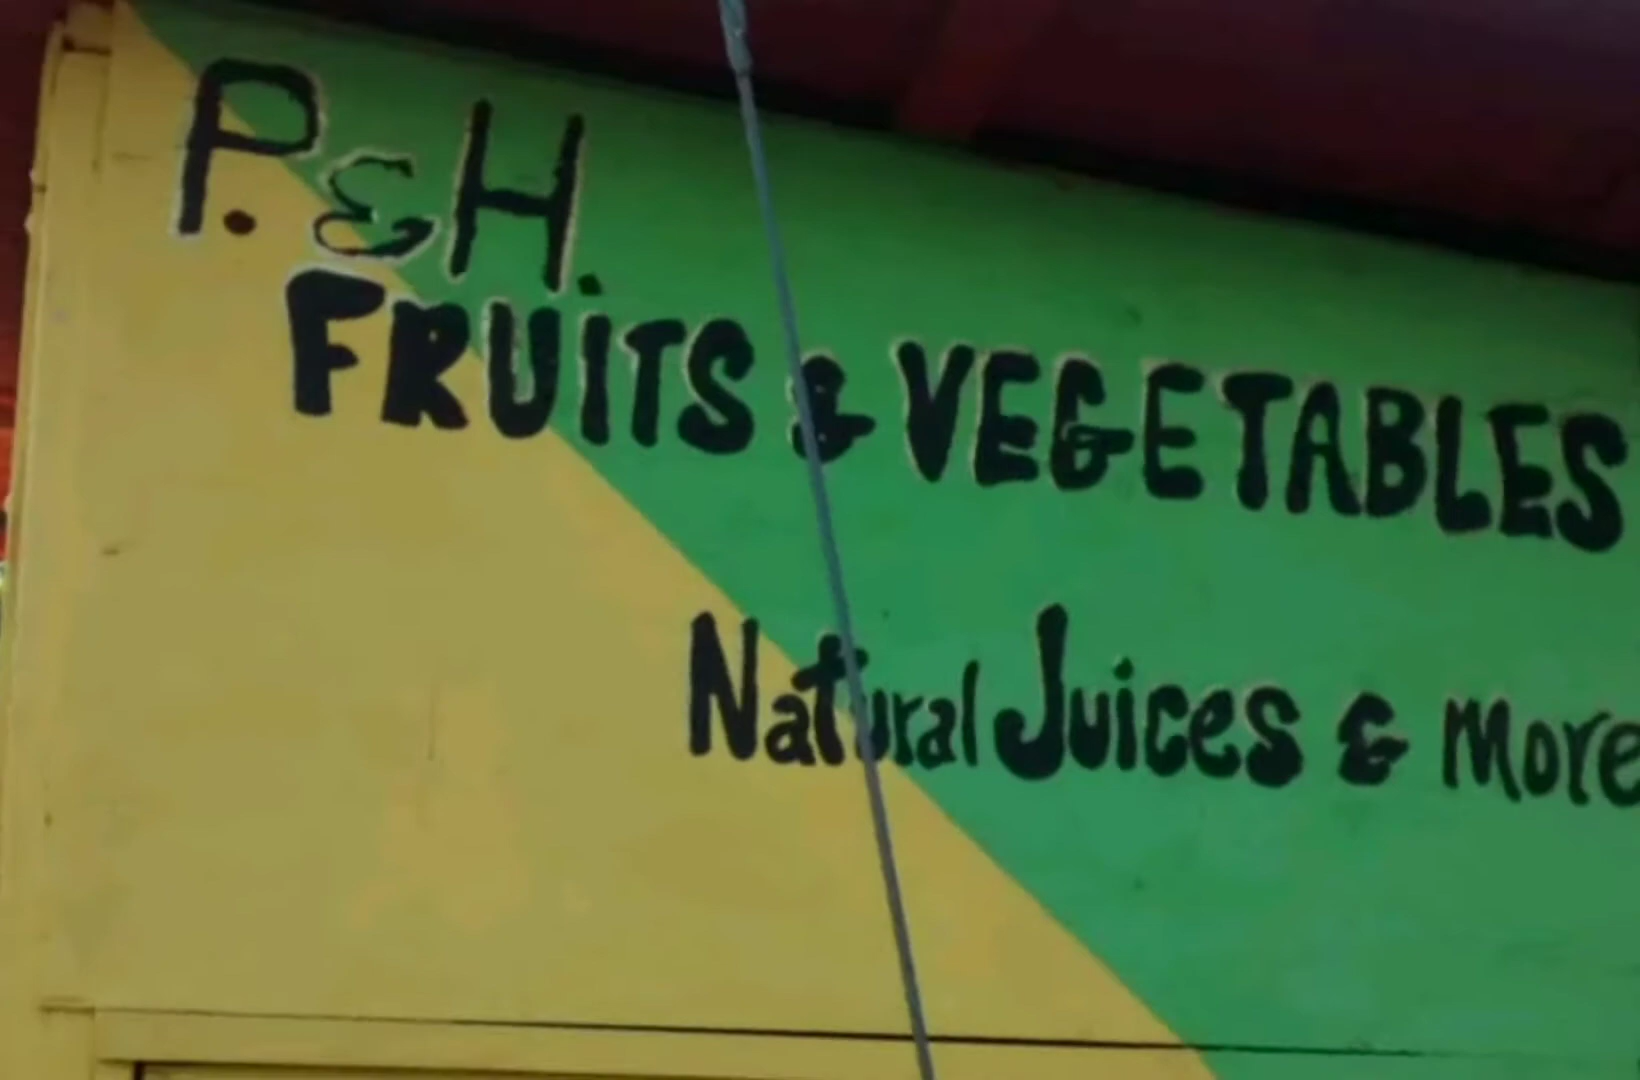 P. & H.
FRUiTS & VEGETABLES
Natural Juices & More